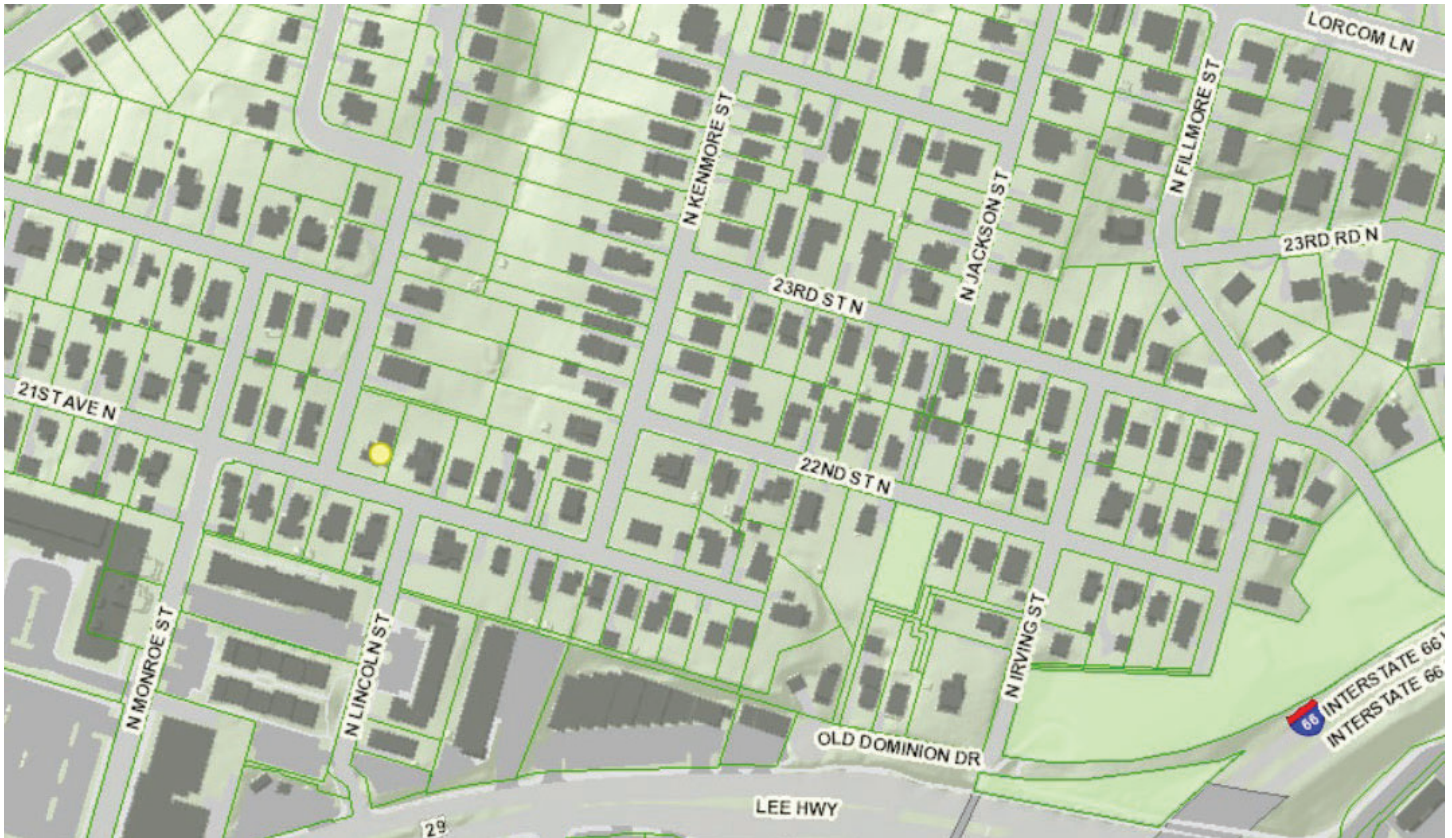 LORCOM LN
N KENMORE ST
N FILLMORE ST
N JACKSON ST
23RD RD N
23RD ST N
21ST AVE N
22ND ST N
N MONROE ST
N LINCOLN ST
N IRVING ST
INTERSTATE 66
66
INTERSTATE 66
OLD DOMINION DR
LEE HWY
29